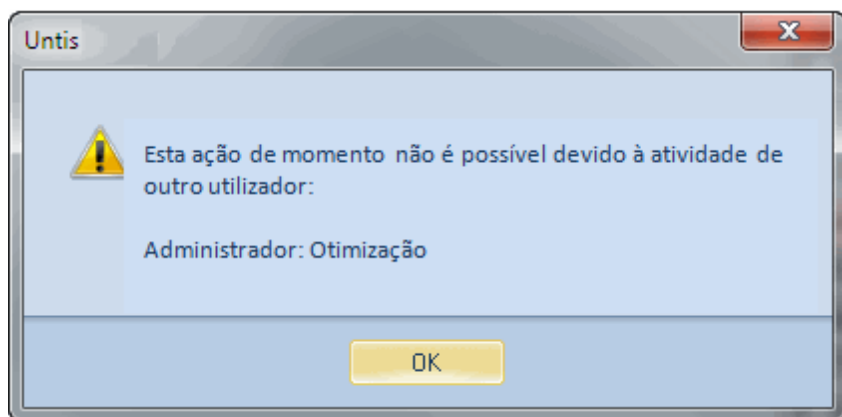 Untis
Esta ação de momento não é possível devido à atividade de
outro utilizador:
Administrador: Otimização
OK